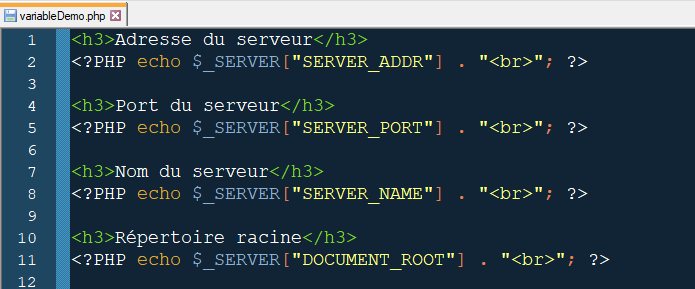 variableDemo.php
1 <h3>Adresse du serveur</h3>
2 <?PHP echo $_SERVER["SERVER_ADDR"] . "<br>"; ?>
3
4 <h3>Port du serveur</h3>
5 <?PHP echo $_SERVER["SERVER_PORT"] . "<br>"; ?>
6
7 <h3>Nom du serveur</h3>
8 <?PHP echo $_SERVER["SERVER_NAME"] . "<br>"; ?>
9
10 <h3>Répertoire racine</h3>
11 <?PHP echo $_SERVER["DOCUMENT_ROOT"] . "<br>"; ?>
12